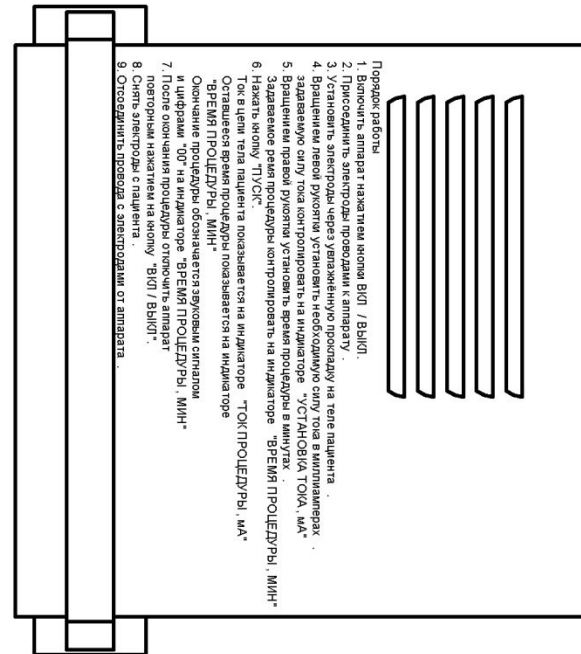 Порядок работы
1. Включить аппарат нажатием кнопки ВКЛ / ВЫКЛ.
2. Присоединить электроды проводами к аппарату .
3. Установить электроды через увлажнённую прокладку на теле пациента .
4. Вращением левой рукоятки установить необходимую силу тока в миллиамперах .
задаваемую силу тока контролировать на индикаторе "УСТАНОВКА ТОКА, мА"
5. Вращением правой рукоятки установить время процедуры в минутах .
Задаваемое ремя процедуры контролировать на индикаторе "ВРЕМЯ ПРОЦЕДУРЫ , МИН"
6. Нажать кнопку "ПУСК".
Ток в цепи тела пациента показывается на индикаторе "ТОК ПРОЦЕДУРЫ , мА"
Оставшееся время процедуры показывается на индикаторе
"ВРЕМЯ ПРОЦЕДУРЫ , МИН"
Окончание процедуры обозначается звуковым сигналом
и цифрами "00" на индикаторе "ВРЕМЯ ПРОЦЕДУРЫ , МИН"
7. После окончания процедуры отключить аппарат
повторным нажатием на кнопку "ВКЛ / ВЫКЛ".
8. Снять электроды с пациента .
9. Отсоединить провода с электродами от аппарата .